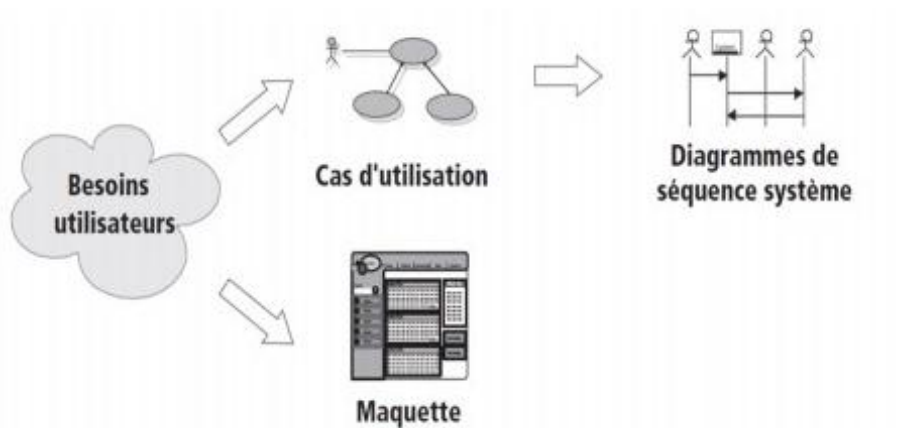 Besoins
utilisateurs
Cas d'utilisation
Diagrammes de
séquence système
Maquette